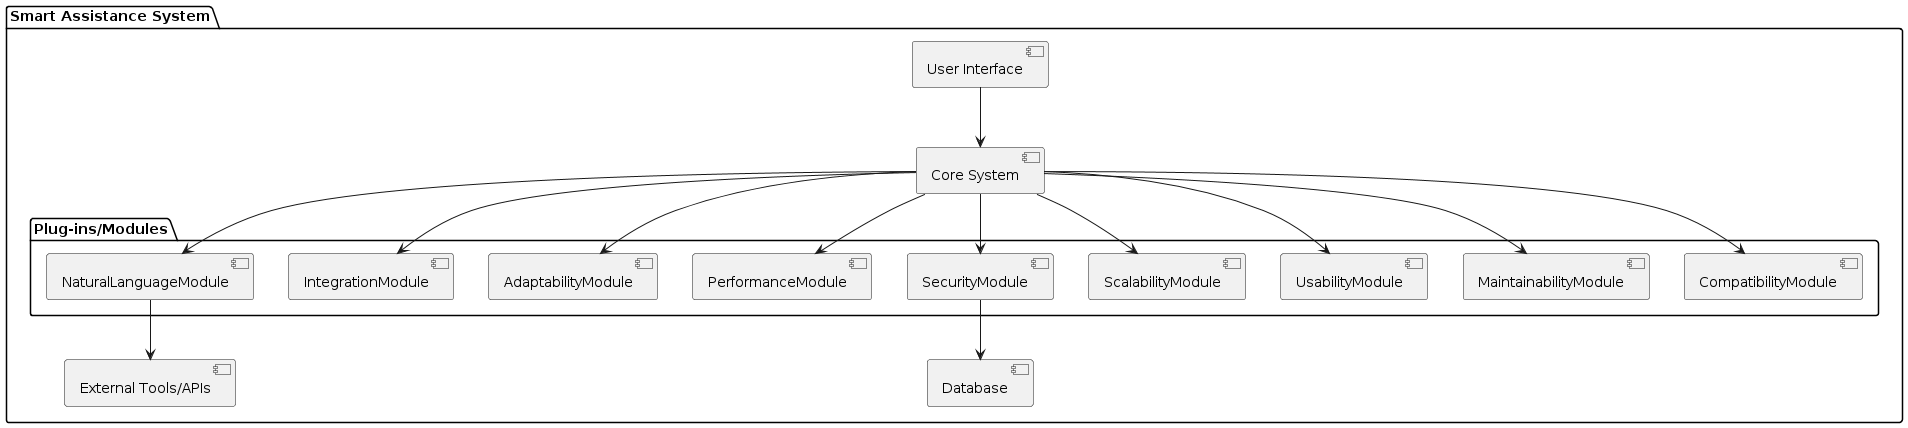 Smart Assistance System
User Interface
Core System
Plug-ins/Modules
NaturalLanguageModule
IntegrationModule
AdaptabilityModule
PerformanceModule
SecurityModule
ScalabilityModule
UsabilityModule
MaintainabilityModule
CompatibilityModule
External Tools/APIs
Database